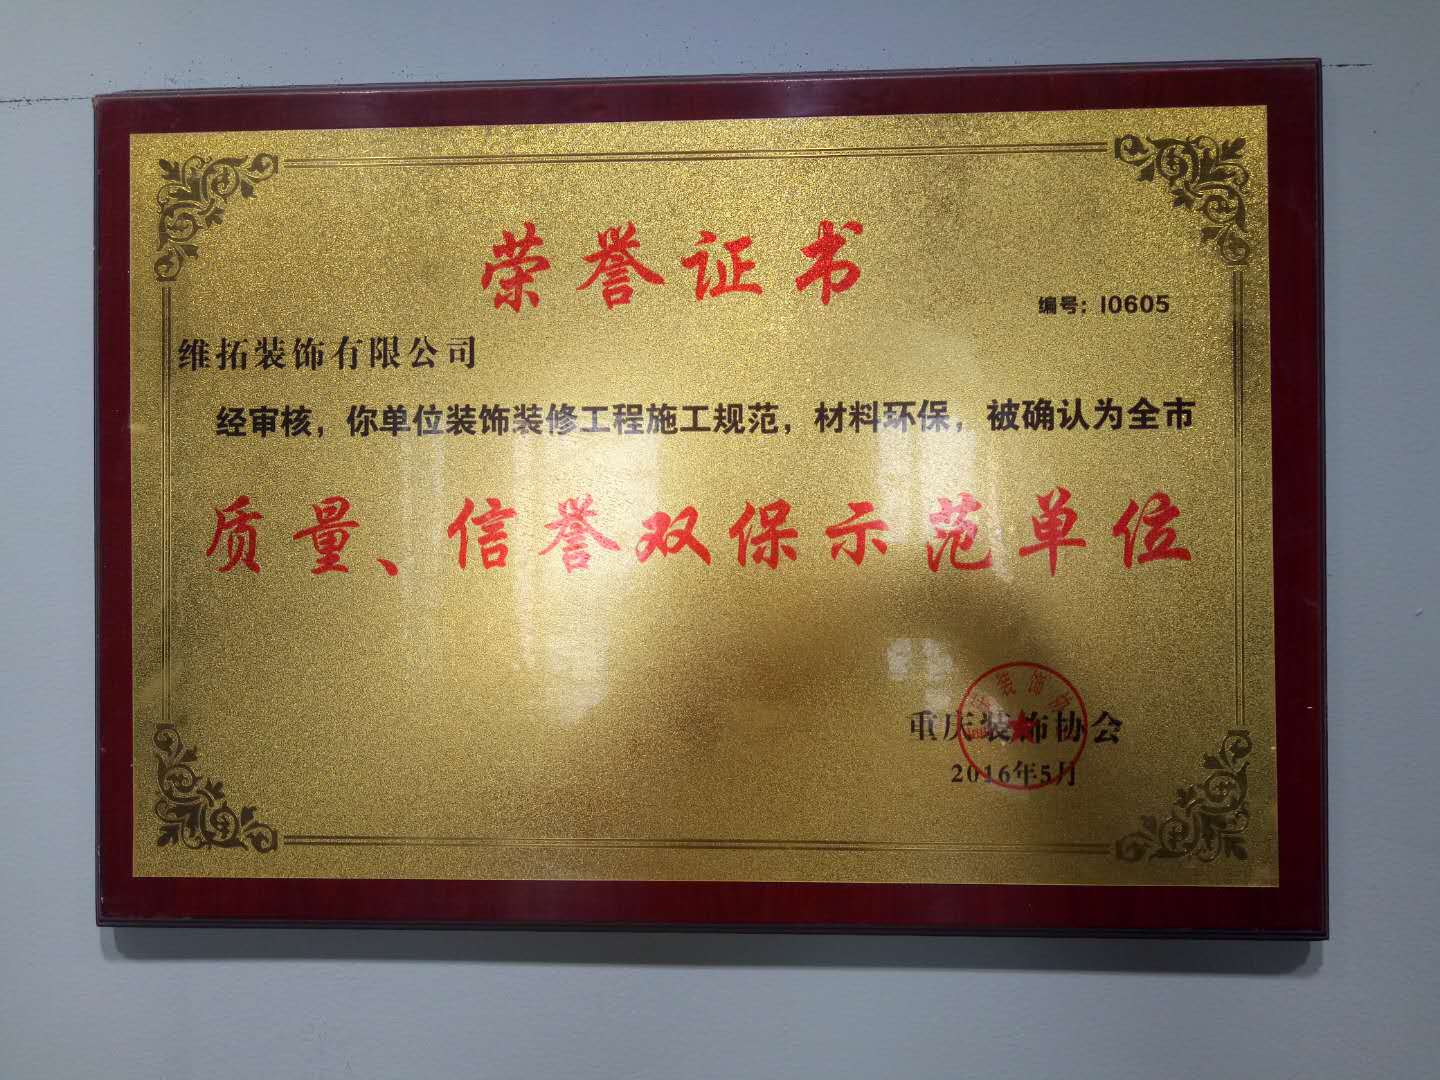 荣誉证书
编号: I0605
维拓装饰有限公司
经审核，你单位装饰装修工程施工规范，材料环保，被确认为全市
质量、信誉双保示范单位
装饰
重庆装饰协会
2016年5月